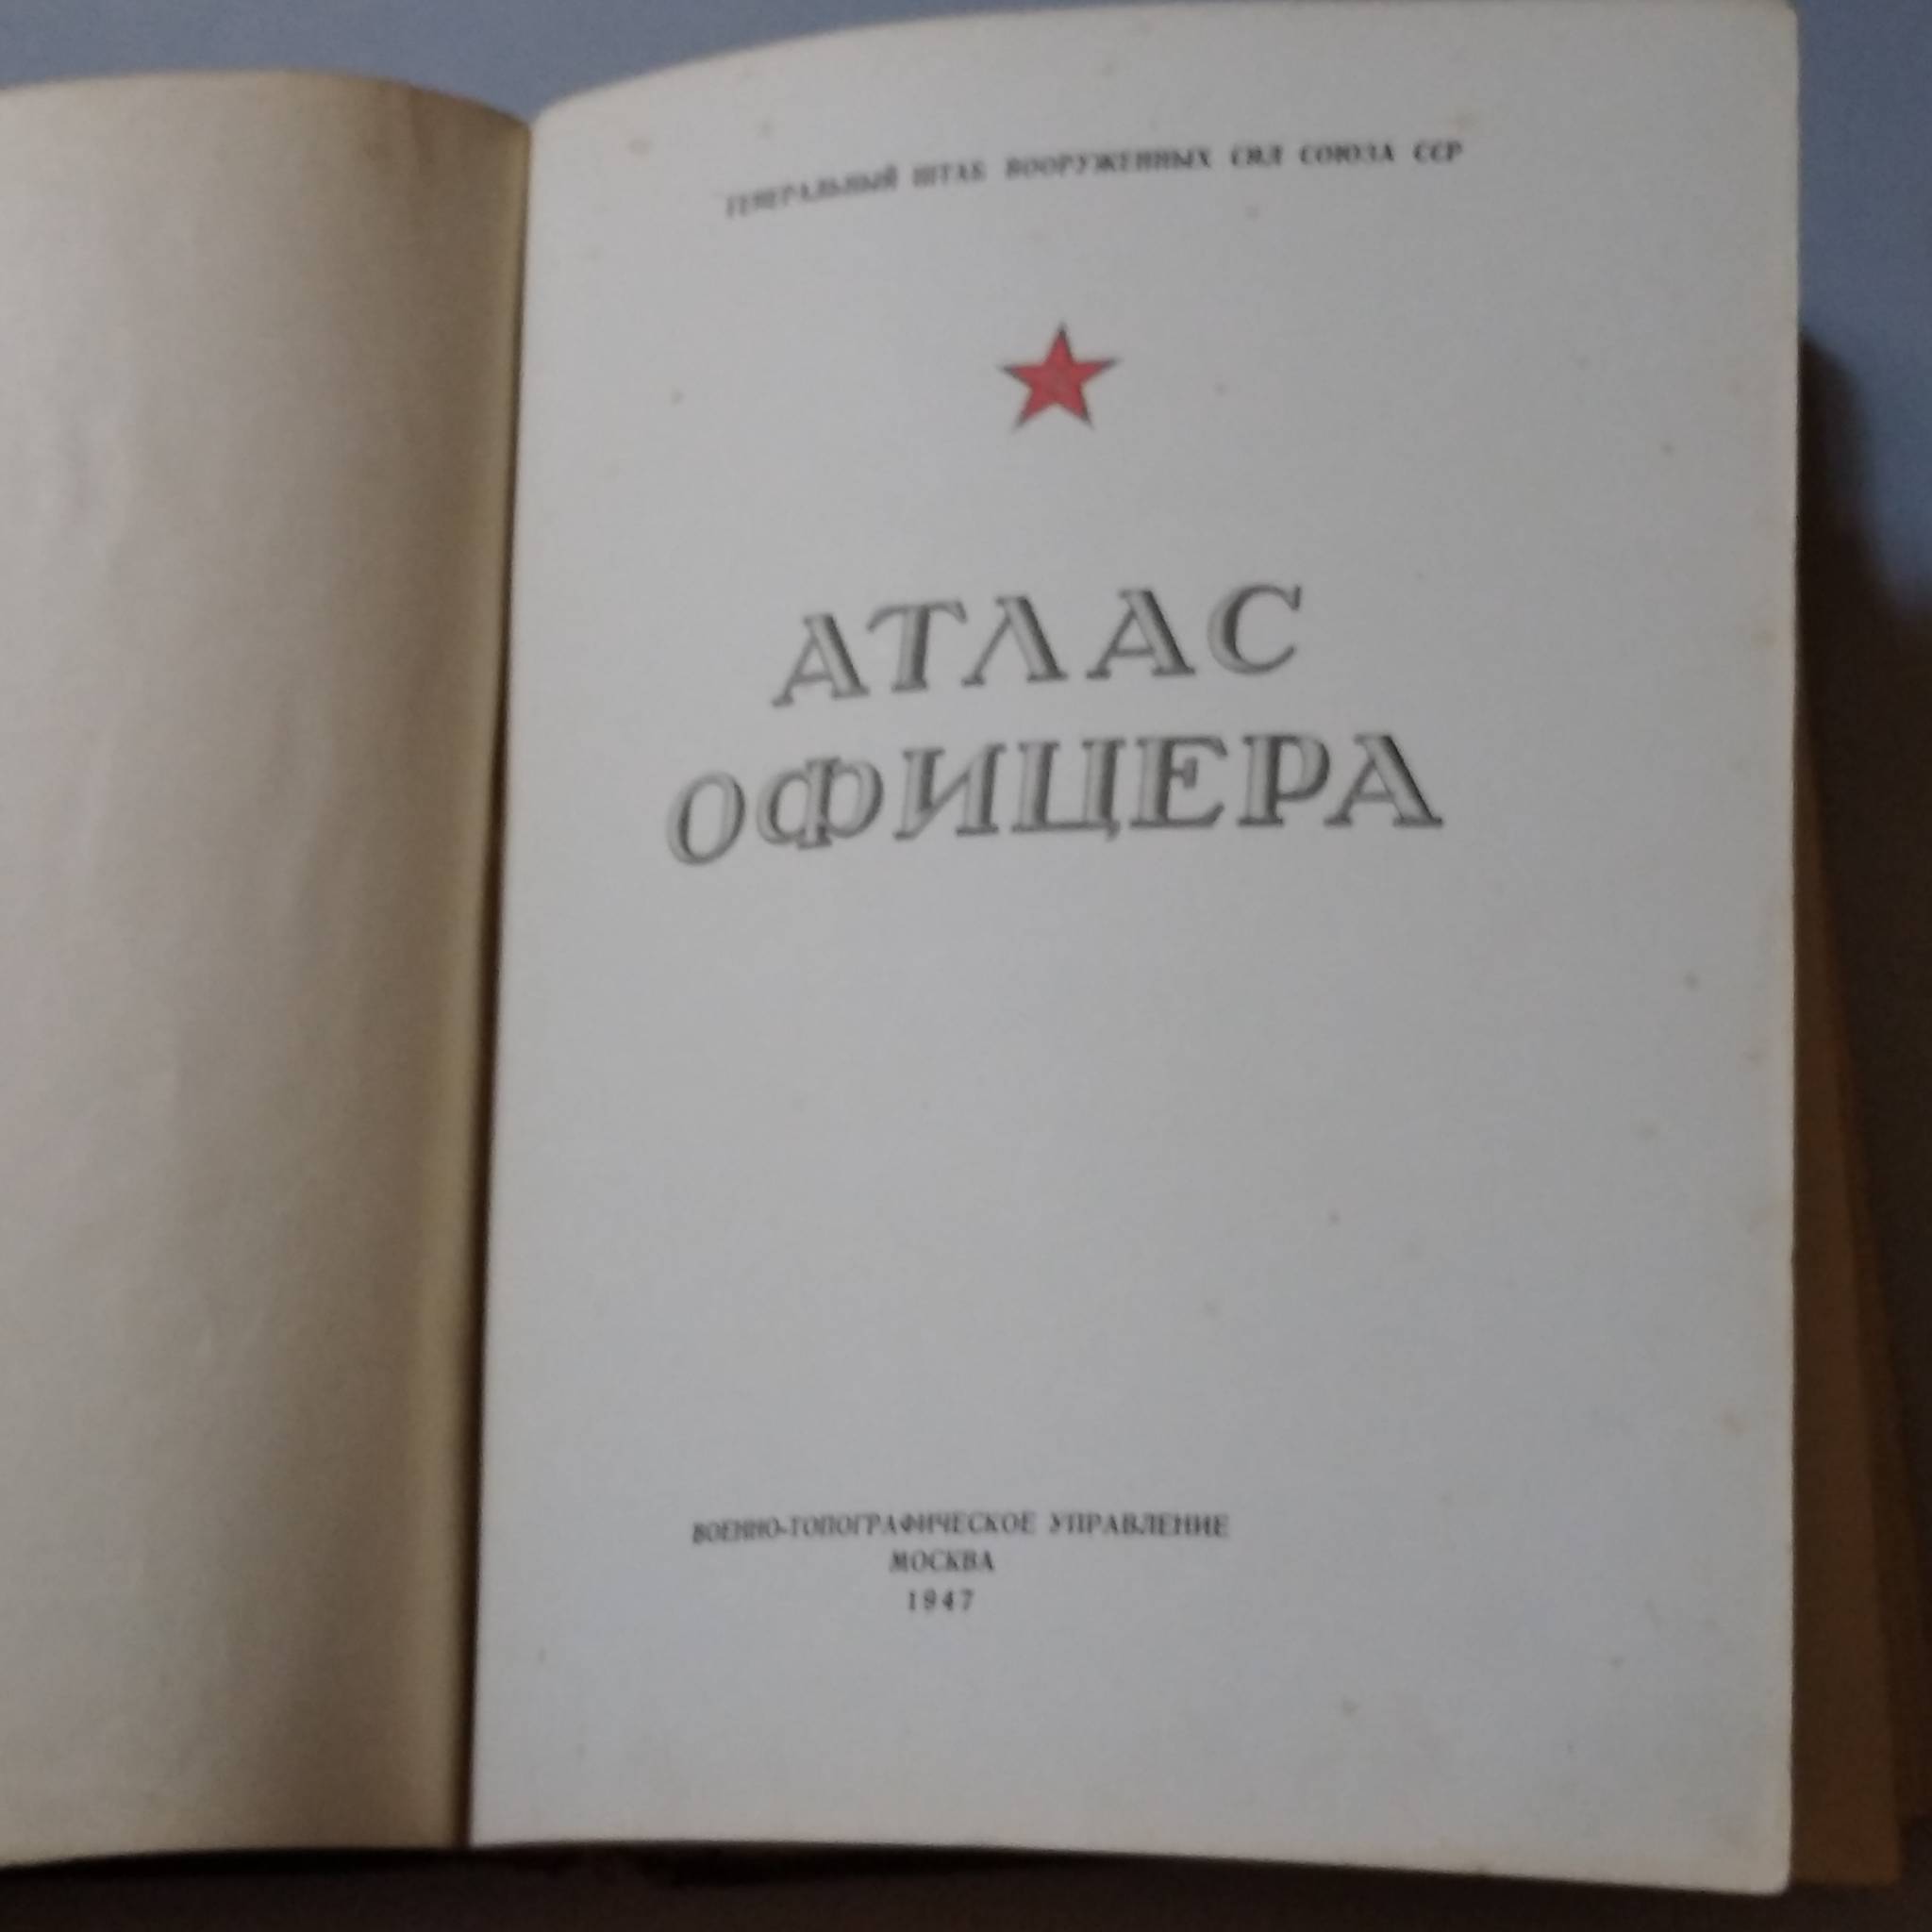 ГЕНЕРАЛЬНЫЙ ШТАБ ВООРУЖЕННЫХ СИЛ СОЮЗА ССР
АТЛАС
ОФИЦЕРА
ВОЕННО-ТОПОГРАФИЧЕСКОЕ УПРАВЛЕНИЕ
МОСКВА
1947